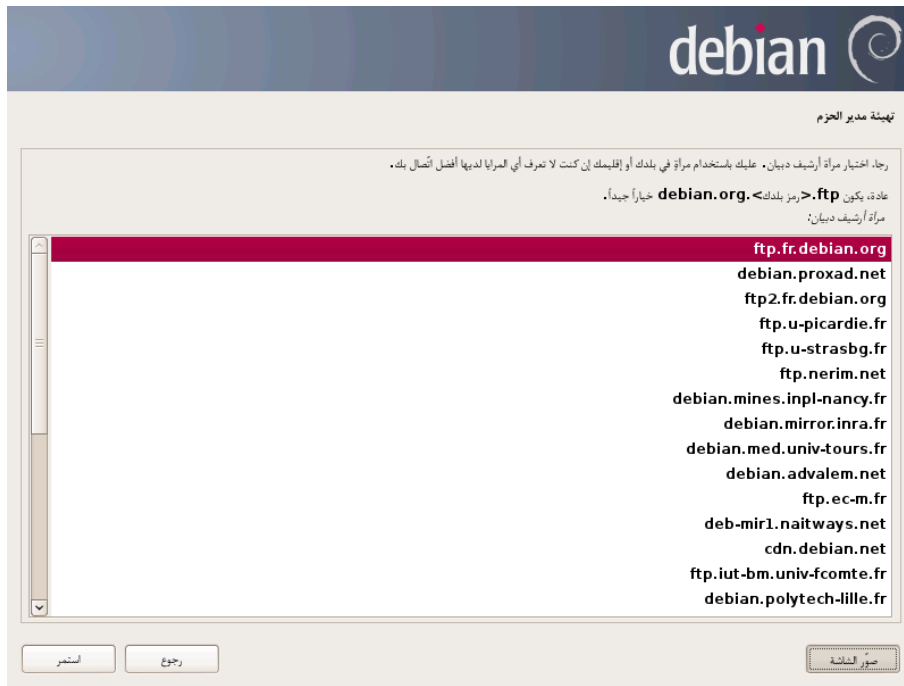 debian
تهيئة مدير الحزم
رجاء اختيار مرآة أرشيف دبيان. عليك باستخدام مرآةٍ في بلدك أو إقليمك إن كنت لا تعرف أي المرايا لديها أفضل اتّصال بك.
عادة، يكون ftp.<رمز بلدك>.debian.org خياراً جيداً.
مرآة أرشيف دبيان:
ftp.fr.debian.org
debian.proxad.net
ftp2.fr.debian.org
ftp.u-picardie.fr
ftp.u-strasbg.fr
ftp.nerim.net
debian.mines.inpl-nancy.fr
debian.mirror.inra.fr
debian.med.univ-tours.fr
debian.advalem.net
ftp.ec-m.fr
deb-mir1.naitways.net
cdn.debian.net
ftp.iut-bm.univ-fcomte.fr
debian.polytech-lille.fr
صوّر الشاشة
رجوع
استمر